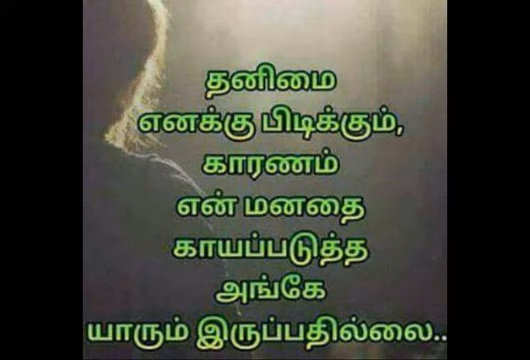 தனிமை
எனக்கு பிடிக்கும்,
காரணம்
என் மனதை
காயப்படுத்த
அங்கே
யாரும் இருப்பதில்லை..